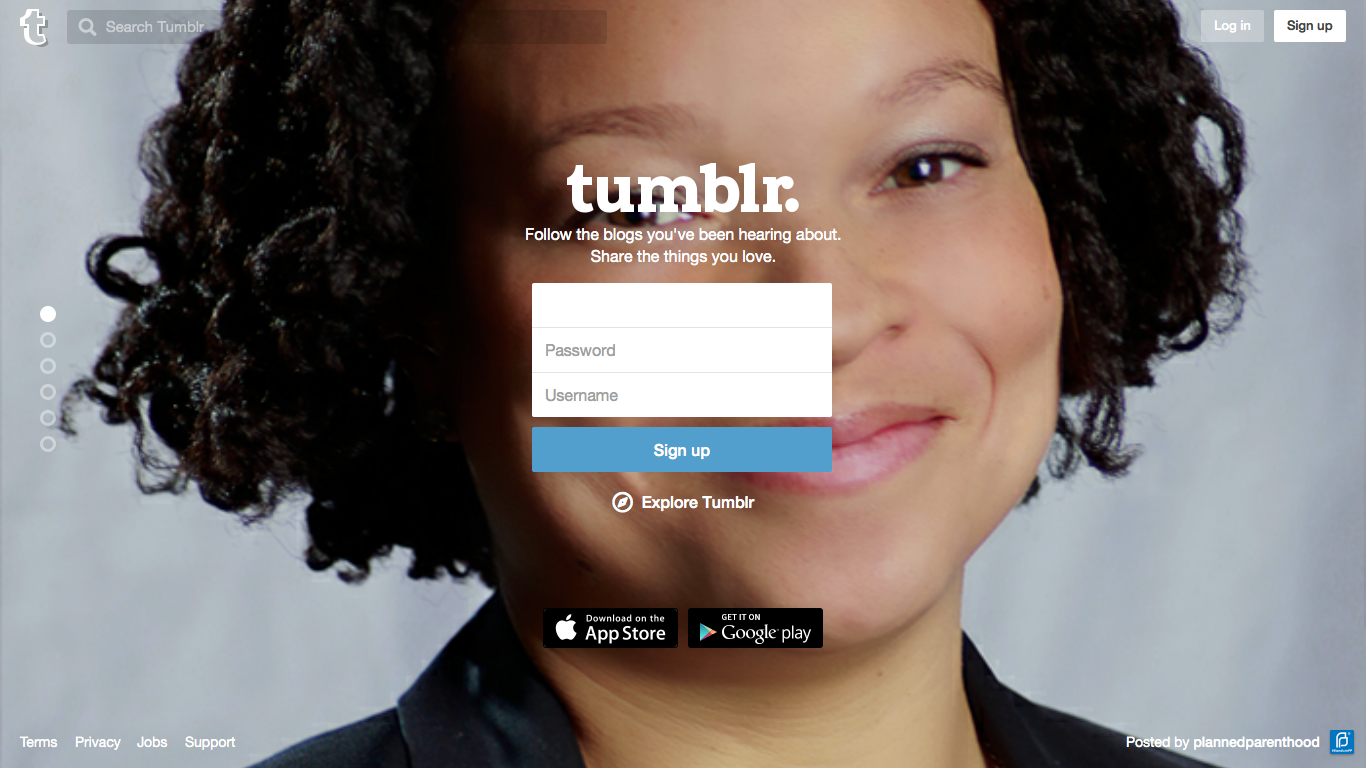 t
Search Tumblr
Log in
Sign up
tumblr.
Follow the blogs you've been hearing about.
Share the things you love.
Password
Username
Sign up
Explore Tumblr
Download on the
App Store
GET IT ON
Google play
Terms
Privacy
Jobs
Support
Posted by plannedparenthood